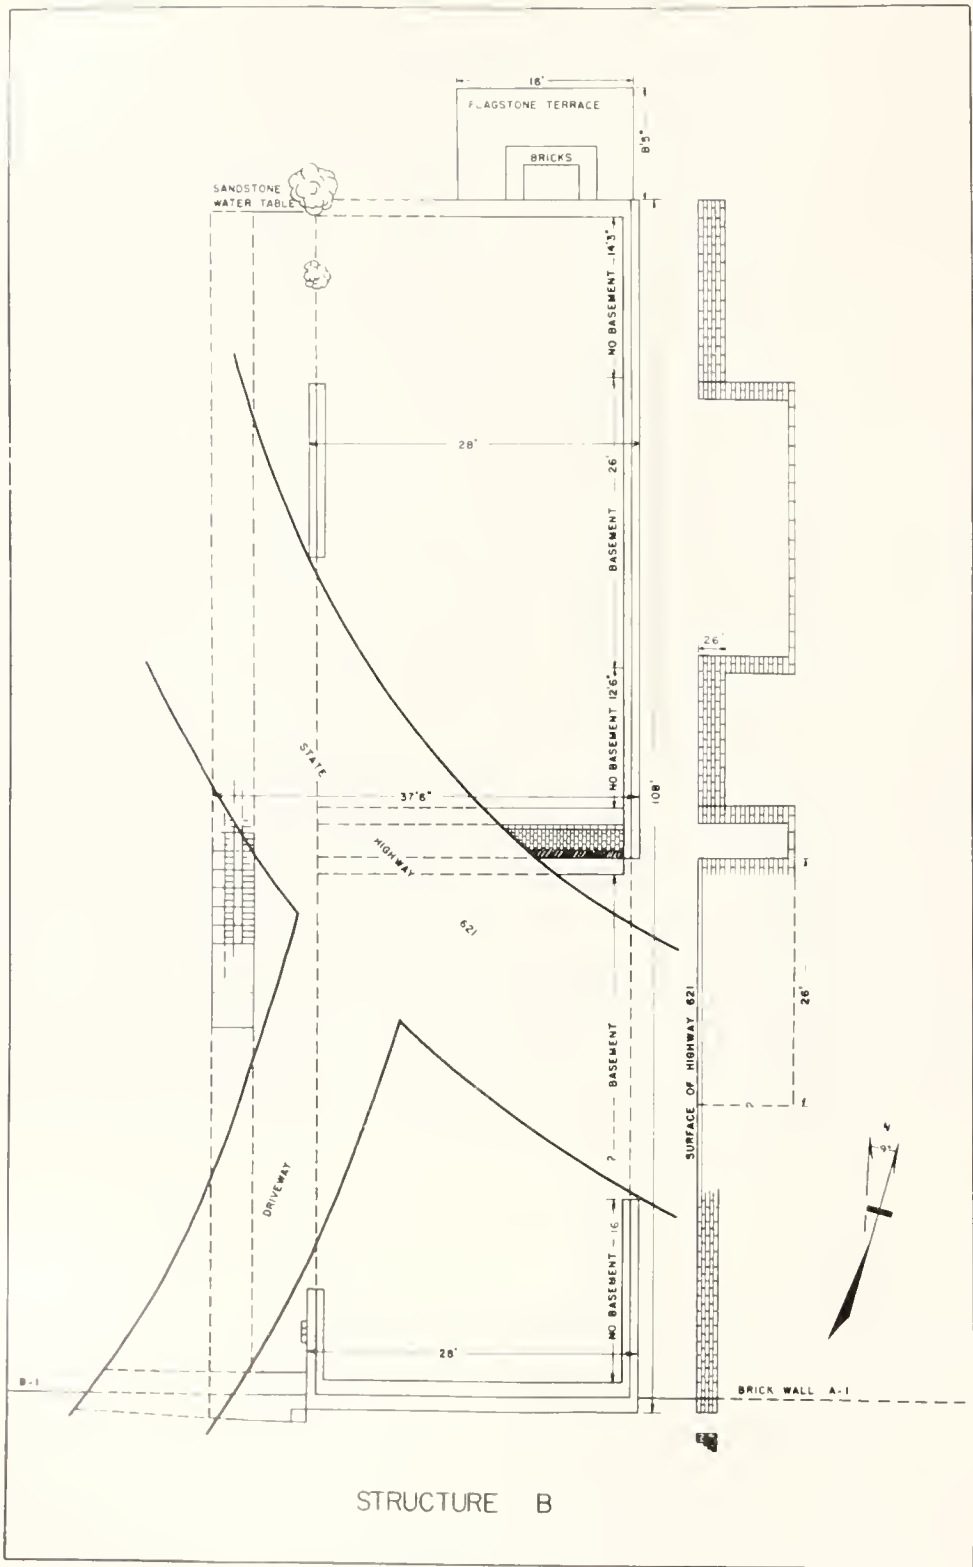 16'
FLAGSTONE TERRACE
8'5"
BRICKS
SANDSTONE
WATER TABLE
NO BASEMENT 14'3"
28'
BASEMENT 26'
26'
NO BASEMENT 12'6"
STATE
37'6"
108'
HIGHWAY
621
SURFACE OF HIGHWAY 621
26'
? BASEMENT
?
DRIVEWAY
NO BASEMENT 16
28'
B-1
BRICK WALL A-1
STRUCTURE B